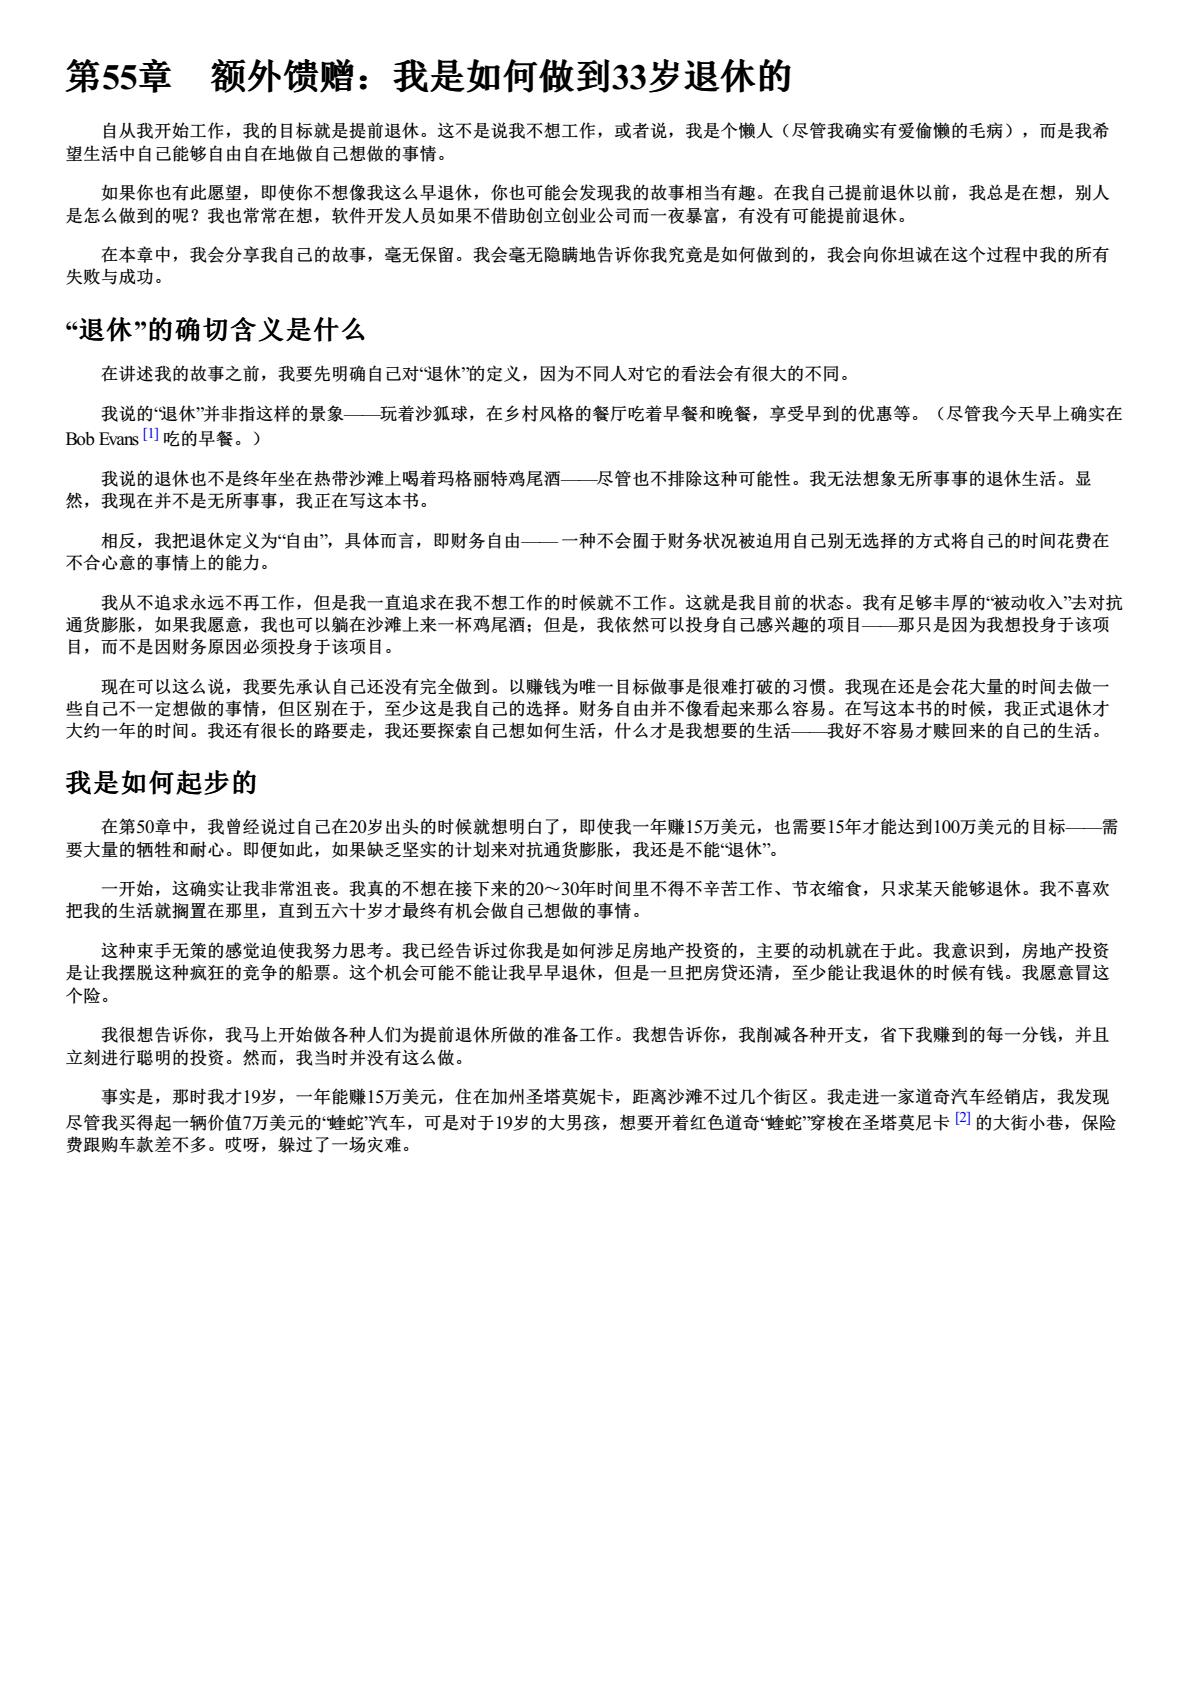 第55章　额外馈赠：我是如何做到33岁退休的
自从我开始工作，我的目标就是提前退休。这不是说我不想工作，或者说，我是个懒人（尽管我确实有爱偷懒的毛病），而是我希
望生活中自己能够自由自在地做自己想做的事情。
如果你也有此愿望，即使你不想像我这么早退休，你也可能会发现我的故事相当有趣。在我自己提前退休以前，我总是在想，别人
是怎么做到的呢？我也常常在想，软件开发人员如果不借助创立创业公司而一夜暴富，有没有可能提前退休。
在本章中，我会分享我自己的故事，毫无保留。我会毫无隐瞒地告诉你我究竟是如何做到的，我会向你坦诚在这个过程中我的所有
失败与成功。
“退休”的确切含义是什么
在讲述我的故事之前，我要先明确自己对“退休”的定义，因为不同人对它的看法会有很大的不同。
我说的“退休”并非指这样的景象——玩着沙狐球，在乡村风格的餐厅吃着早餐和晚餐，享受早到的优惠等。（尽管我今天早上确实在
Bob Evans [1] 吃的早餐。）
我说的退休也不是终年坐在热带沙滩上喝着玛格丽特鸡尾酒——尽管也不排除这种可能性。我无法想象无所事事的退休生活。显
然，我现在并不是无所事事，我正在写这本书。
相反，我把退休定义为“自由”，具体而言，即财务自由—— 一种不会囿于财务状况被迫用自己别无选择的方式将自己的时间花费在
不合心意的事情上的能力。
我从不追求永远不再工作，但是我一直追求在我不想工作的时候就不工作。这就是我目前的状态。我有足够丰厚的“被动收入”去对抗
通货膨胀，如果我愿意，我也可以躺在沙滩上来一杯鸡尾酒；但是，我依然可以投身自己感兴趣的项目——那只是因为我想投身于该项
目，而不是因财务原因必须投身于该项目。
现在可以这么说，我要先承认自己还没有完全做到。以赚钱为唯一目标做事是很难打破的习惯。我现在还是会花大量的时间去做一
些自己不一定想做的事情，但区别在于，至少这是我自己的选择。财务自由并不像看起来那么容易。在写这本书的时候，我正式退休才
大约一年的时间。我还有很长的路要走，我还要探索自己想如何生活，什么才是我想要的生活——我好不容易才赎回来的自己的生活。
我是如何起步的
在第50章中，我曾经说过自己在20岁出头的时候就想明白了，即使我一年赚15万美元，也需要15年才能达到100万美元的目标——需
要大量的牺牲和耐心。即便如此，如果缺乏坚实的计划来对抗通货膨胀，我还是不能“退休”。
一开始，这确实让我非常沮丧。我真的不想在接下来的20～30年时间里不得不辛苦工作、节衣缩食，只求某天能够退休。我不喜欢
把我的生活就搁置在那里，直到五六十岁才最终有机会做自己想做的事情。
这种束手无策的感觉迫使我努力思考。我已经告诉过你我是如何涉足房地产投资的，主要的动机就在于此。我意识到，房地产投资
是让我摆脱这种疯狂的竞争的船票。这个机会可能不能让我早早退休，但是一旦把房贷还清，至少能让我退休的时候有钱。我愿意冒这
个险。
我很想告诉你，我马上开始做各种人们为提前退休所做的准备工作。我想告诉你，我削减各种开支，省下我赚到的每一分钱，并且
立刻进行聪明的投资。然而，我当时并没有这么做。
事实是，那时我才19岁，一年能赚15万美元，住在加州圣塔莫妮卡，距离沙滩不过几个街区。我走进一家道奇汽车经销店，我发现
尽管我买得起一辆价值7万美元的“蝰蛇”汽车，可是对于19岁的大男孩，想要开着红色道奇“蝰蛇”穿梭在圣塔莫尼卡 [2] 的大街小巷，保险
费跟购车款差不多。哎呀，躲过了一场灾难。